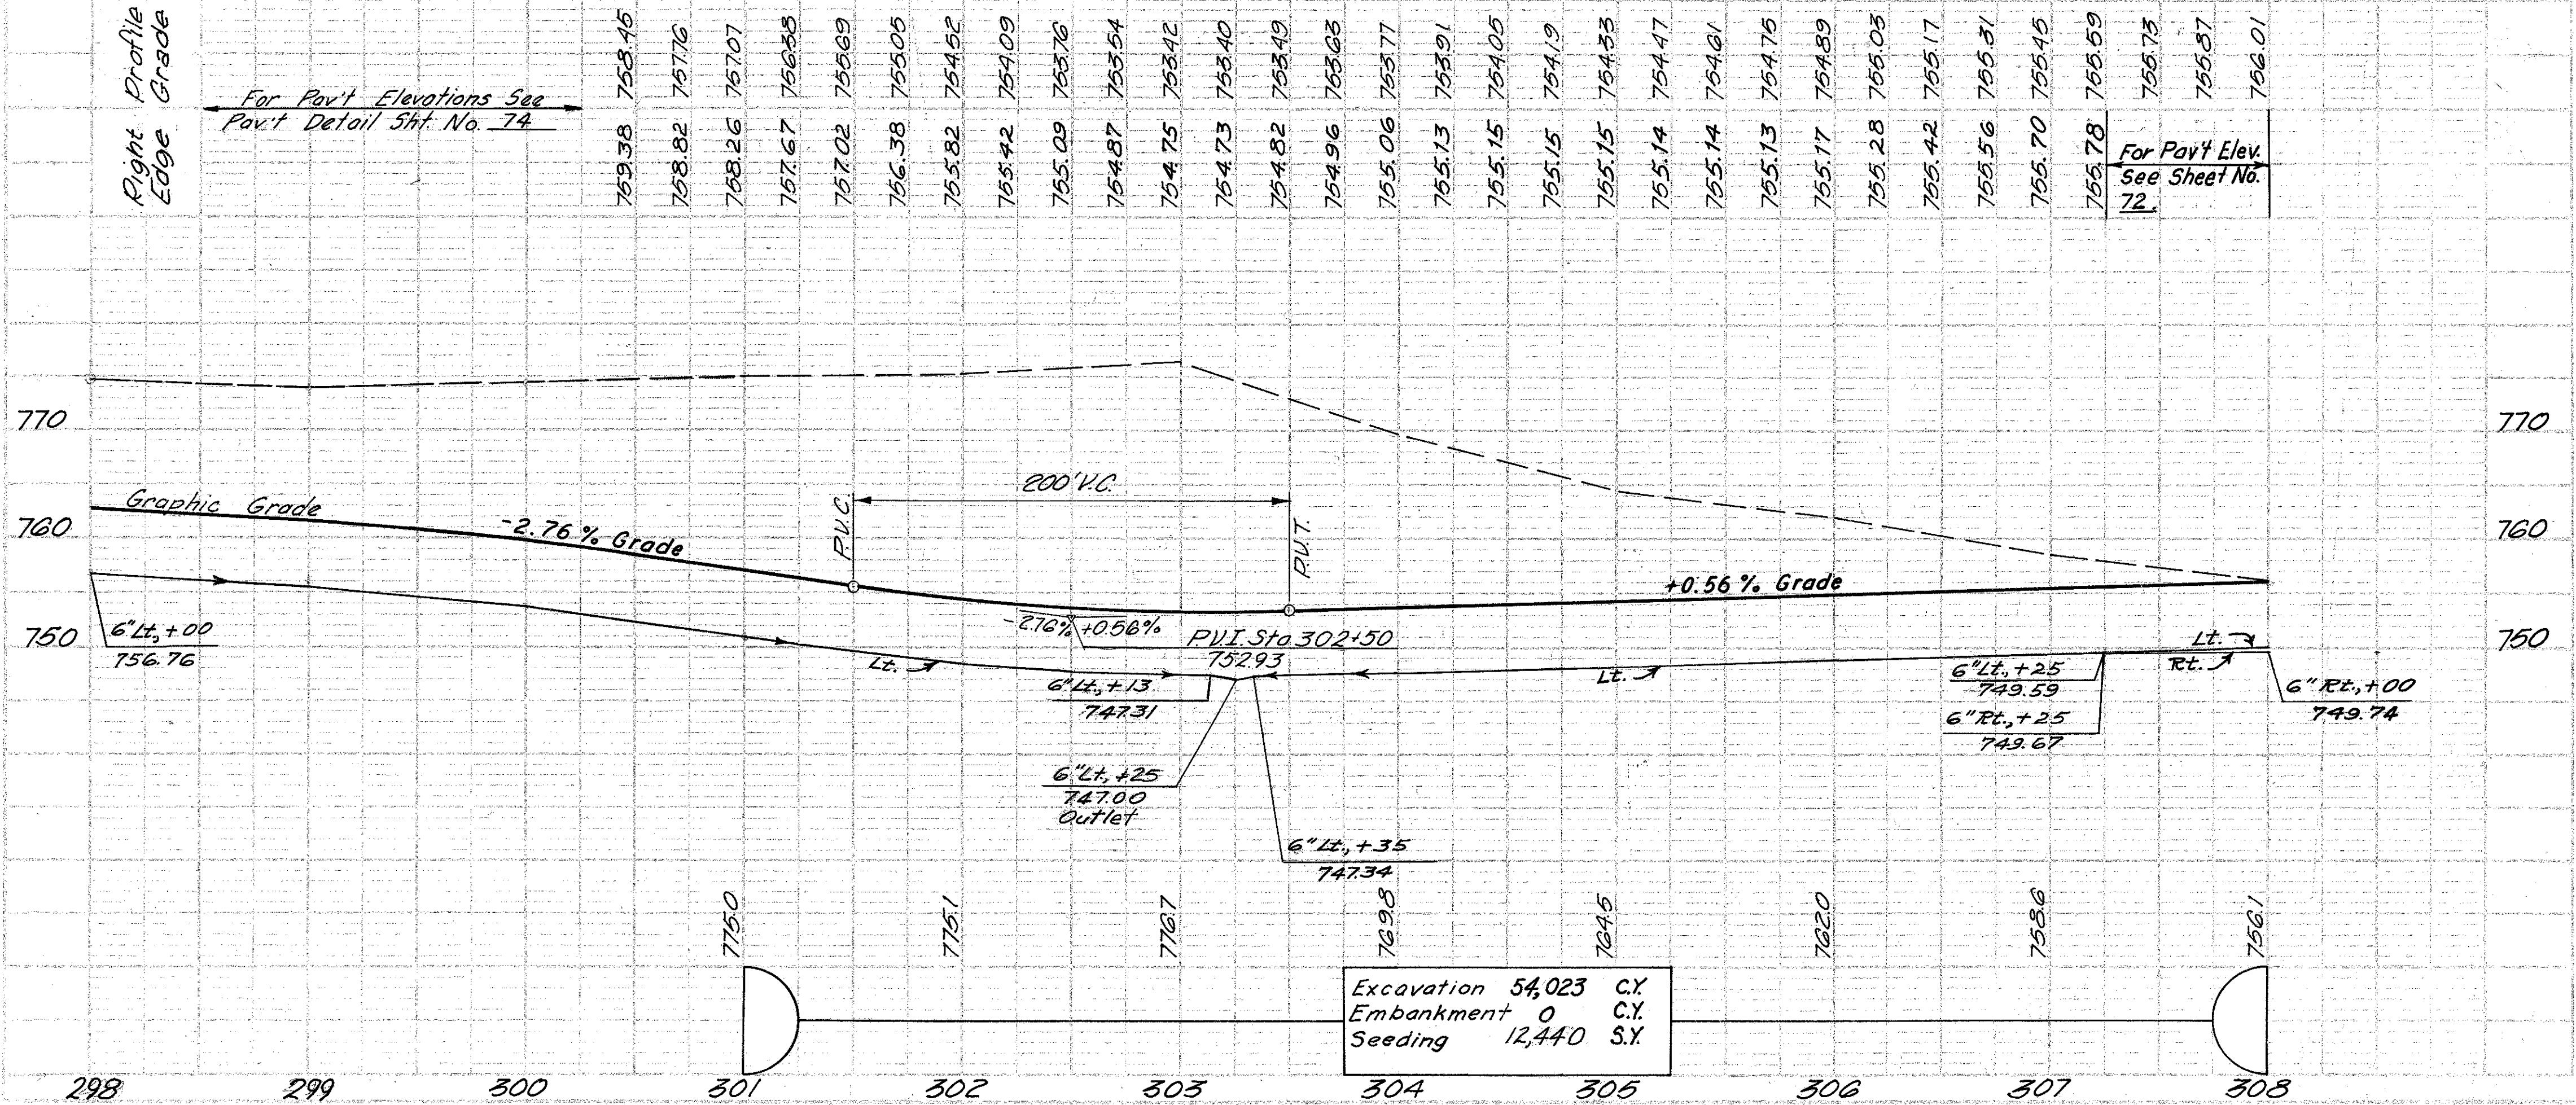 Profile Grade
758.45 757.76 757.07 756.38 755.69 755.05 754.52 754.09 753.76 753.54 753.42 753.40 753.49 753.63 753.77 753.91 754.05 754.19 754.33 754.47 754.61 754.75 754.89 755.03 755.17 755.31 755.45 755.59 755.73 755.87 756.01
Right Edge
759.38 758.82 758.26 757.67 757.02 756.38 755.82 755.42 755.09 754.87 754.75 754.73 754.82 754.96 755.06 755.13 755.15 755.15 755.15 755.14 755.14 755.13 755.17 755.28 755.42 755.56 755.70 755.78
For Pav't Elevations See
Pav't Detail Sht. No. 74
For Pav't Elev.
See Sheet No.
72.
770
770
200' V.C.
Graphic Grade
760
-2.76% Grade
P.V.C.
P.V.T.
760
+0.56% Grade
750
6" Lt., +00
756.76
-2.76% +0.56%
P.V.I. Sta 302+50
752.93
Lt.
Lt.
Lt.
Rt.
750
6" Lt., +13
747.31
6" Lt., +25
749.59
6" Rt., +25
749.67
6" Rt., +00
749.74
6" Lt., +25
747.00
Outlet
6" Lt., +35
747.34
775.0 775.1 776.7 769.8 764.5 762.0 758.6 756.1
Excavation 54,023 C.Y.
Embankment 0 C.Y.
Seeding 12,440 S.Y.
298 299 300 301 302 303 304 305 306 307 308